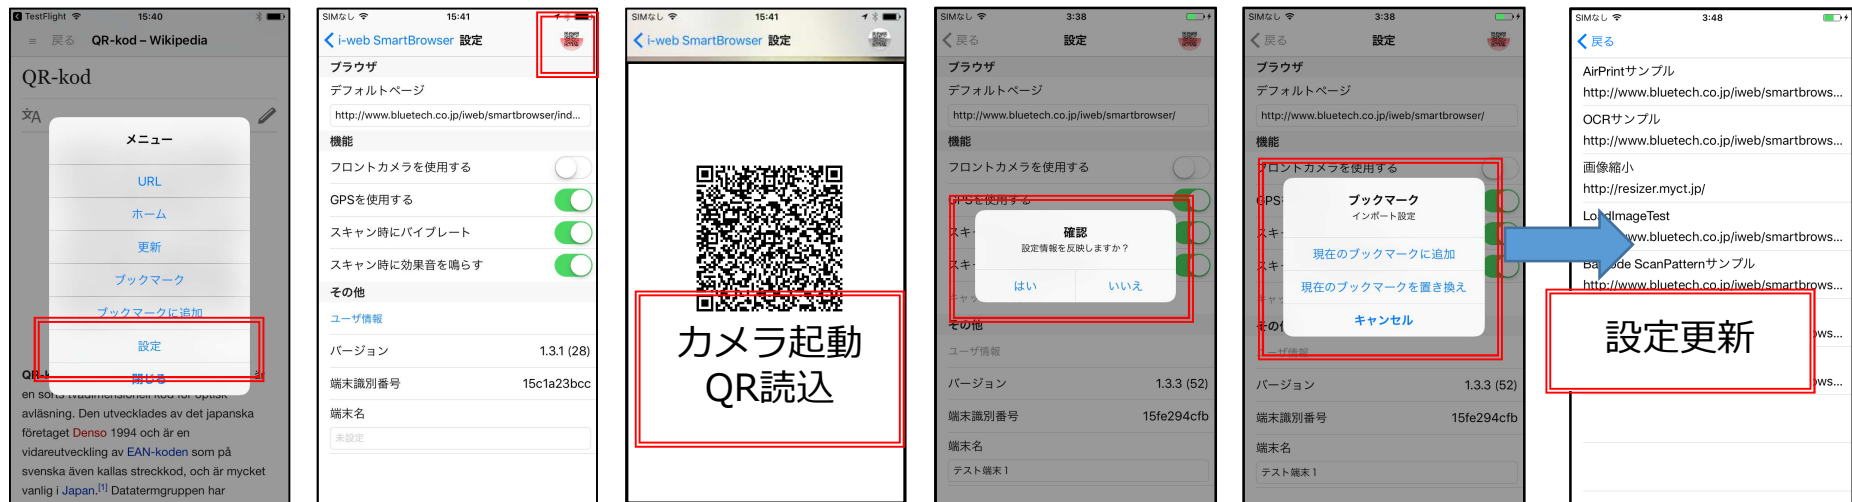 TestFlight 15:40
戻る QR-kod – Wikipedia
QR-kod
メニュー
URL
ホーム
更新
ブックマーク
ブックマークに追加
設定
閉じる
en sorts tvådimensionell kod för optisk
avläsning. Den utvecklades av det japanska
företaget Denso 1994 och är en
vidareutveckling av EAN-koden som på
svenska även kallas streckkod, och är mycket
vanlig i Japan.[1] Datatermgruppen har
SIMなし 15:41
i-web SmartBrowser 設定
ブラウザ
デフォルトページ
http://www.bluetech.co.jp/iweb/smartbrowser/ind...
機能
フロントカメラを使用する
GPSを使用する
スキャン時にバイブレート
スキャン時に効果音を鳴らす
その他
ユーザ情報
バージョン 1.3.1 (28)
端末識別番号 15c1a23bcc
端末名
未設定
SIMなし 15:41
i-web SmartBrowser 設定
カメラ起動
QR読込
SIMなし 3:38
戻る 設定
ブラウザ
デフォルトページ
http://www.bluetech.co.jp/iweb/smartbrowser/
機能
フロントカメラを使用する
GPSを使用する
確認
設定情報を反映しますか？
はい いいえ
その他
ユーザ情報
バージョン 1.3.3 (52)
端末識別番号 15fe294cfb
端末名
テスト端末1
SIMなし 3:38
戻る 設定
ブラウザ
デフォルトページ
http://www.bluetech.co.jp/iweb/smartbrowser/
機能
フロントカメラを使用する
ブックマーク
インポート設定
現在のブックマークに追加
現在のブックマークを置き換え
キャンセル
ユーザ情報
バージョン 1.3.3 (52)
端末識別番号 15fe294cfb
端末名
テスト端末1
SIMなし 3:48
戻る
AirPrintサンプル
http://www.bluetech.co.jp/iweb/smartbrows...
OCRサンプル
http://www.bluetech.co.jp/iweb/smartbrows...
画像縮小
http://resizer.myct.jp/
LoadImageTest
www.bluetech.co.jp/iweb/smartbrows...
ScanPatternサンプル
http://www.bluetech.co.jp/iweb/smartbrows...
設定更新